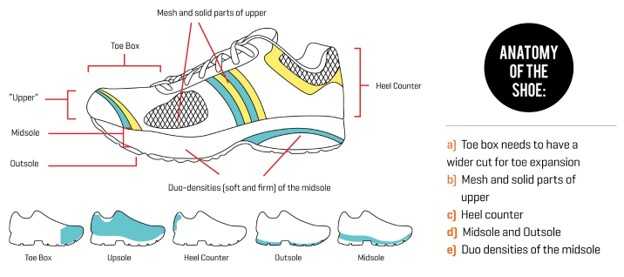 Mesh and solid parts of upper
Toe Box
Heel Counter
"Upper"
Midsole
Outsole
Duo-densities (soft and firm) of the midsole
Toe Box
Upsole
Heel Counter
Outsole
Midsole
ANATOMY
OF THE
SHOE:
a) Toe box needs to have a
wider cut for toe expansion
b) Mesh and solid parts of
upper
c) Heel counter
d) Midsole and Outsole
e) Duo densities of the midsole